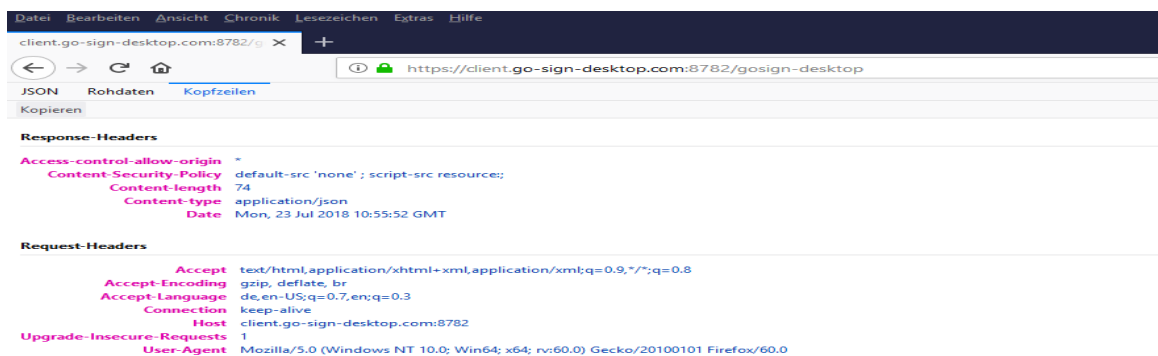 Datei Bearbeiten Ansicht Chronik Lesezeichen Extras Hilfe
client.go-sign-desktop.com:8782/g
https://client.go-sign-desktop.com:8782/gosign-desktop
JSON Rohdaten Kopfzeilen
Kopieren
Response-Headers
Access-control-allow-origin *
Content-Security-Policy default-src 'none' ; script-src resource:;
Content-length 74
Content-type application/json
Date Mon, 23 Jul 2018 10:55:52 GMT
Request-Headers
Accept text/html,application/xhtml+xml,application/xml;q=0.9,*/*;q=0.8
Accept-Encoding gzip, deflate, br
Accept-Language de,en-US;q=0.7,en;q=0.3
Connection keep-alive
Host client.go-sign-desktop.com:8782
Upgrade-Insecure-Requests 1
User-Agent Mozilla/5.0 (Windows NT 10.0; Win64; x64; rv:60.0) Gecko/20100101 Firefox/60.0